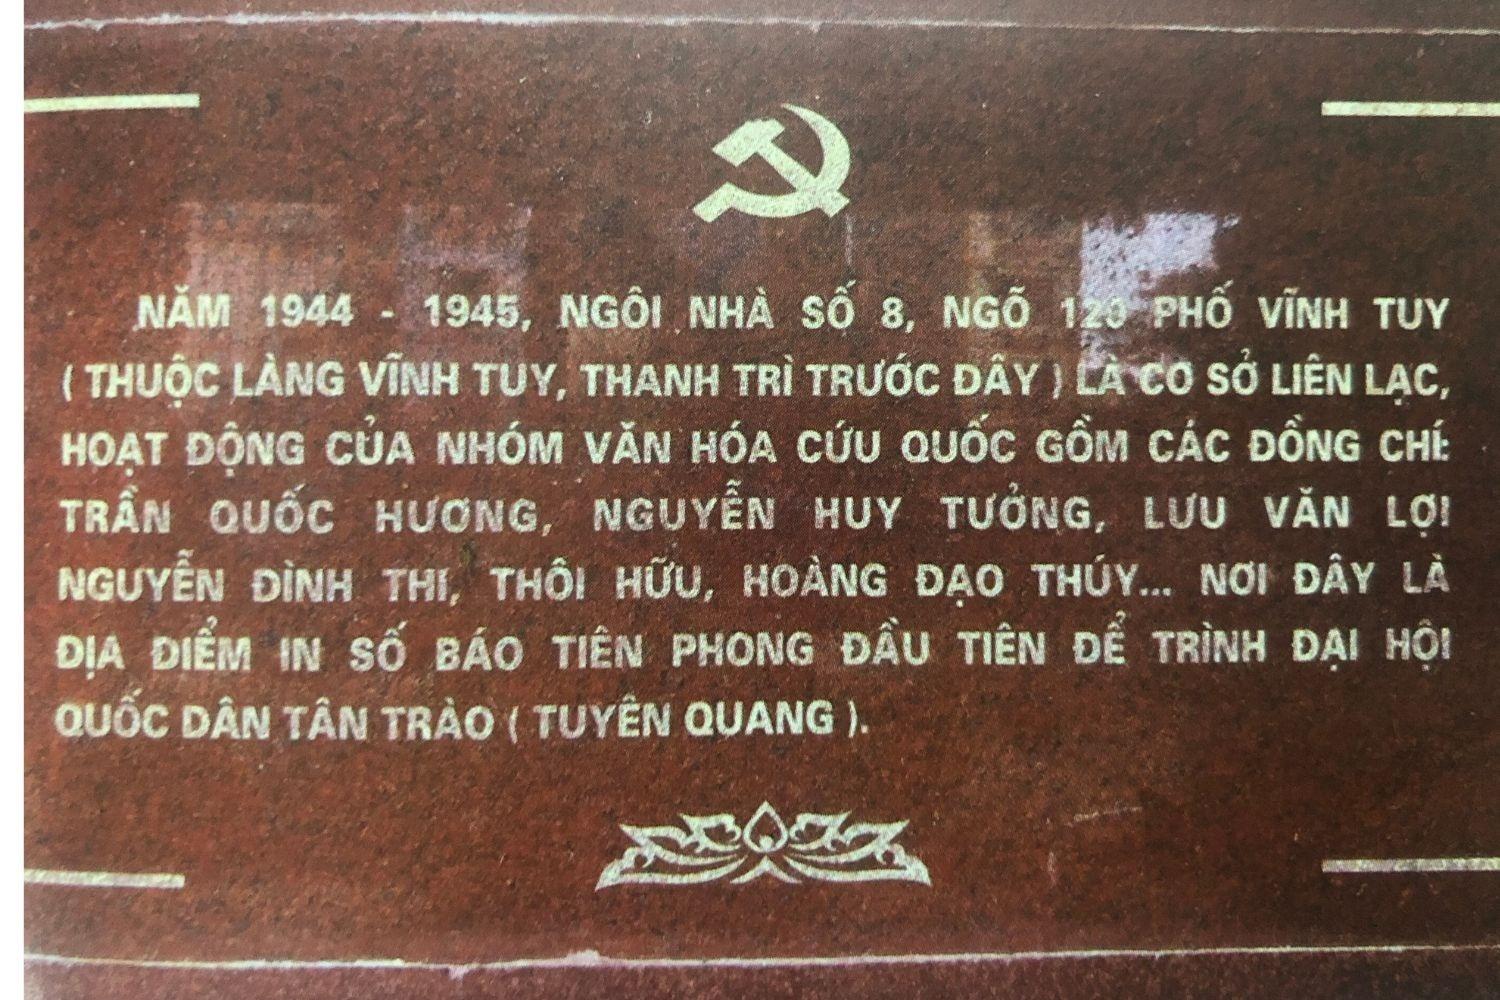 NĂM 1944 - 1945, NGÔI NHÀ SỐ 8, NGÕ 120 PHỐ VĨNH TUY
( THUỘC LÀNG VĨNH TUY, THANH TRÌ TRƯỚC ĐÂY ) LÀ CƠ SỞ LIÊN LẠC,
HOẠT ĐỘNG CỦA NHÓM VĂN HÓA CỨU QUỐC GỒM CÁC ĐỒNG CHÍ:
TRẦN QUỐC HƯƠNG, NGUYỄN HUY TƯỞNG, LƯU VĂN LỢI
NGUYỄN ĐÌNH THI, THÔI HỮU, HOÀNG ĐẠO THÚY... NƠI ĐÂY LÀ
ĐỊA ĐIỂM IN SỐ BÁO TIÊN PHONG ĐẦU TIÊN ĐỂ TRÌNH ĐẠI HỘI
QUỐC DÂN TÂN TRÀO ( TUYÊN QUANG ).